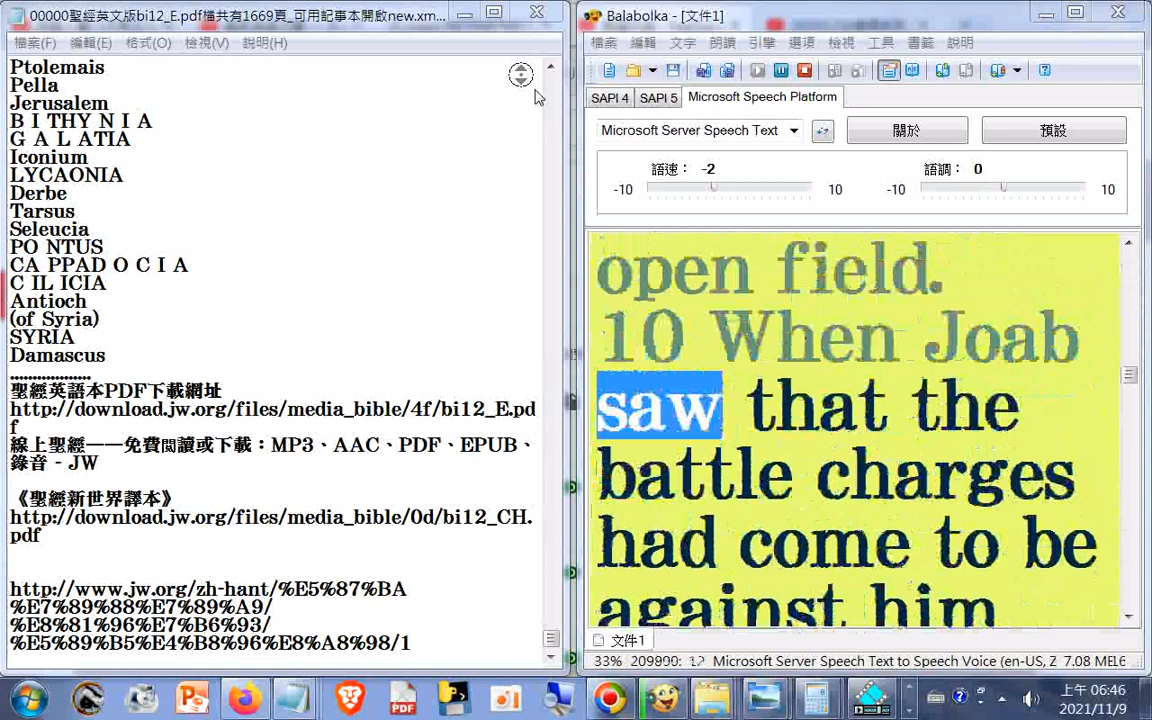 00000聖經英文版bi12_E.pdf檔共有1669頁_可用記事本開啟new.xm...
檔案(F) 編輯(E) 格式(O) 檢視(V) 說明(H)
Ptolemais
Pella
Jerusalem
B I THY N I A
G A L ATIA
Iconium
LYCAONIA
Derbe
Tarsus
Seleucia
PO NTUS
CA PPAD O C I A
C IL ICIA
Antioch
(of Syria)
SYRIA
Damascus
..................
聖經英語本PDF下載網址
http://download.jw.org/files/media_bible/4f/bi12_E.pd
f
線上聖經——免費閱讀或下載：MP3、AAC、PDF、EPUB、
錄音 - JW
《聖經新世界譯本》
http://download.jw.org/files/media_bible/0d/bi12_CH.
pdf
http://www.jw.org/zh-hant/%E5%87%BA
%E7%89%88%E7%89%A9/
%E8%81%96%E7%B6%93/
%E5%89%B5%E4%B8%96%E8%A8%98/1
Balabolka - [文件1]
檔案 編輯 文字 朗讀 引擎 選項 檢視 工具 書籤 說明
SAPI 4 SAPI 5 Microsoft Speech Platform
Microsoft Server Speech Text 關於 預設
語速： -2 語調： 0
-10 10 -10 10
open field.
10 When Joab
saw that the
battle charges
had come to be
against him
文件1
33% Microsoft Server Speech Text to Speech Voice (en-US, Z
PDF
上午 06:46
2021/11/9